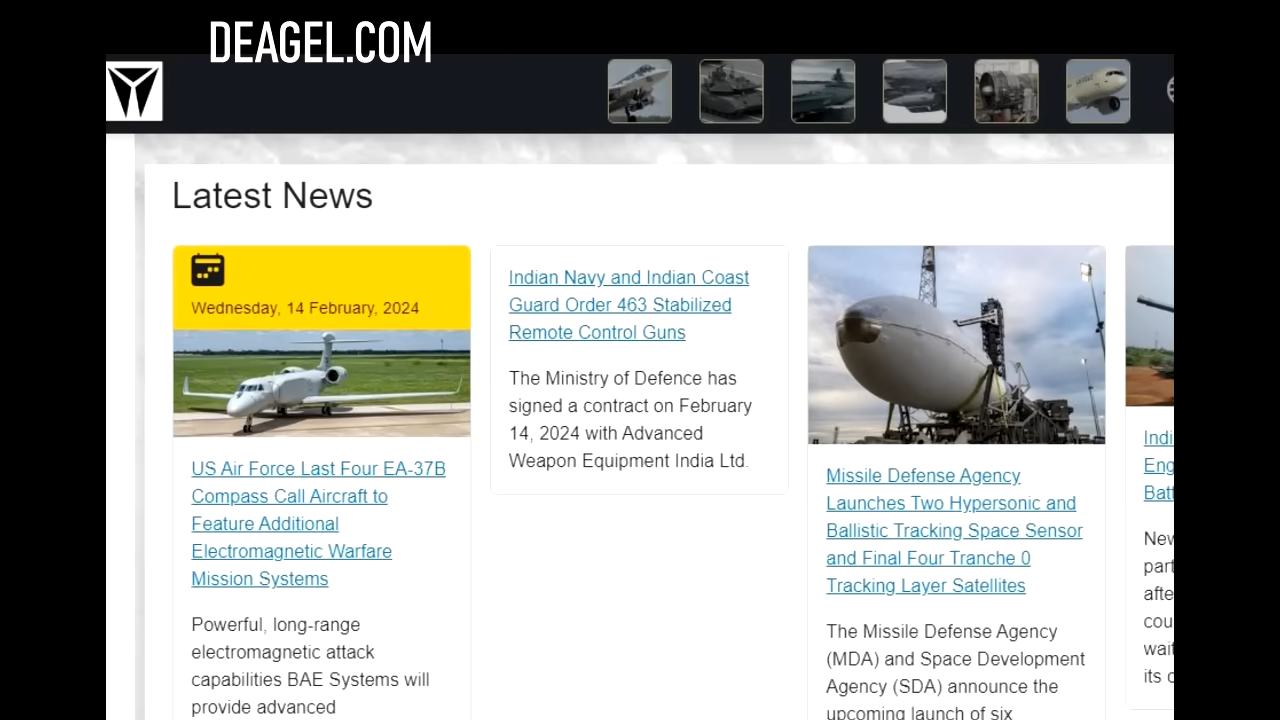 DEAGEL.COM
Latest News
Wednesday, 14 February, 2024
US Air Force Last Four EA-37B
Compass Call Aircraft to
Feature Additional
Electromagnetic Warfare
Mission Systems
Powerful, long-range
electromagnetic attack
capabilities BAE Systems will
provide advanced
Indian Navy and Indian Coast
Guard Order 463 Stabilized
Remote Control Guns
The Ministry of Defence has
signed a contract on February
14, 2024 with Advanced
Weapon Equipment India Ltd.
Missile Defense Agency
Launches Two Hypersonic and
Ballistic Tracking Space Sensor
and Final Four Tranche 0
Tracking Layer Satellites
The Missile Defense Agency
(MDA) and Space Development
Agency (SDA) announce the
upcoming launch of six
Indi
Eng
Batt
New
part
afte
cou
wait
its